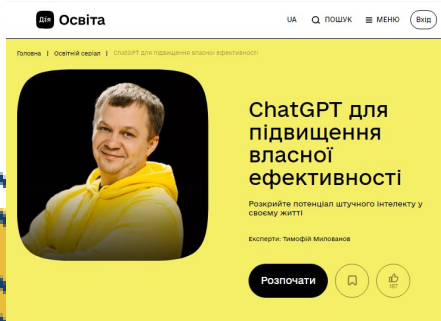 Дія Освіта
UA ПОШУК МЕНЮ Вхід
Головна | Освітній серіал | ChatGPT для підвищення власної ефективності
ChatGPT для
підвищення
власної
ефективності
Розкрийте потенціал штучного інтелекту у
своєму житті
Експерти: Тимофій Милованов
Розпочати
187